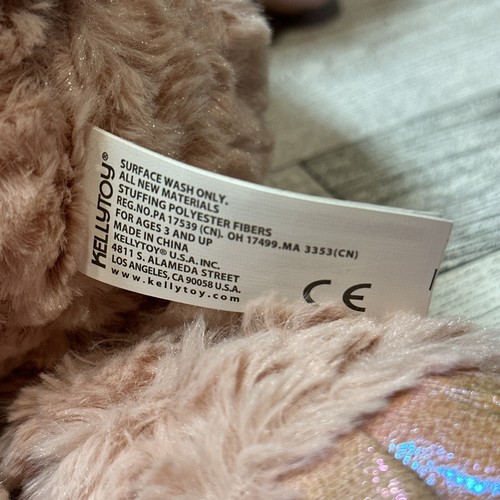 KELLYTOY®
SURFACE WASH ONLY.
ALL NEW MATERIALS
STUFFING POLYESTER FIBERS
REG.NO.PA 17539 (CN). OH 17499.MA 3353(CN)
FOR AGES 3 AND UP
MADE IN CHINA
KELLYTOY® U.S.A. INC.
4811 S. ALAMEDA STREET
LOS ANGELES, CA 90058 U.S.A.
www.kellytoy.com
CE